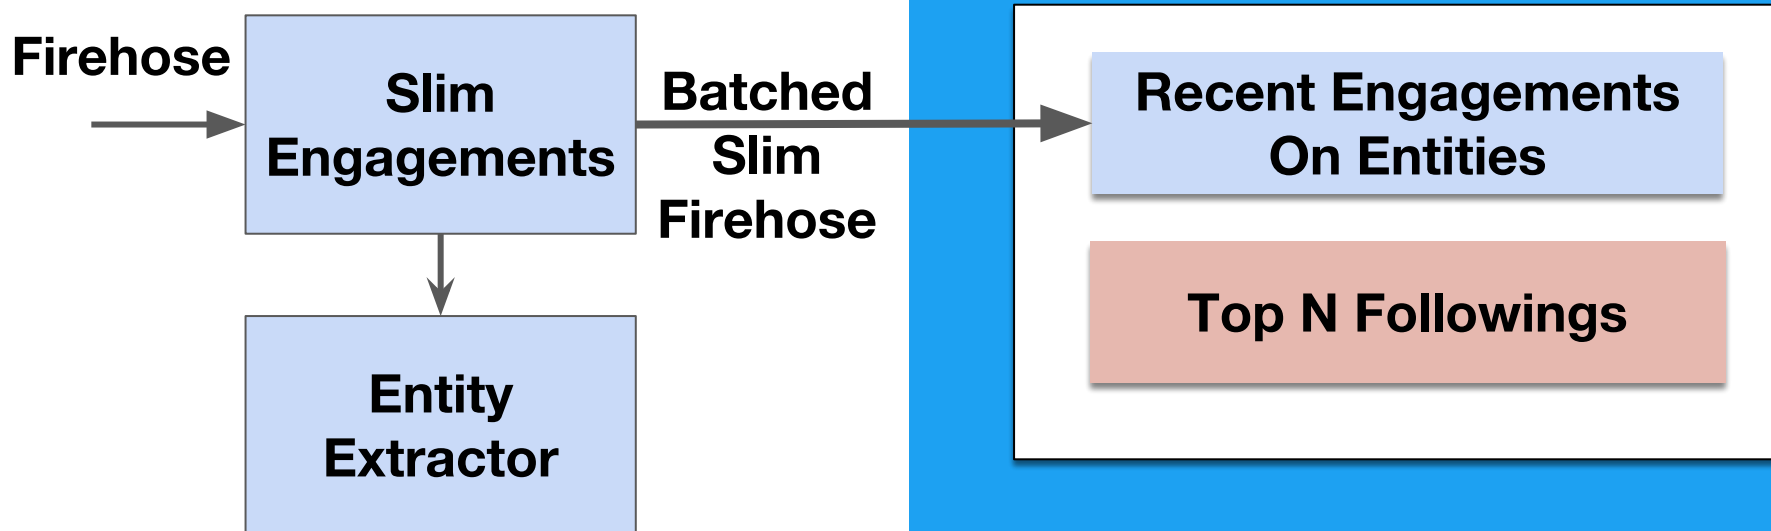 Firehose
Slim
Engagements
Batched
Slim
Firehose
Recent Engagements
On Entities
Top N Followings
Entity
Extractor